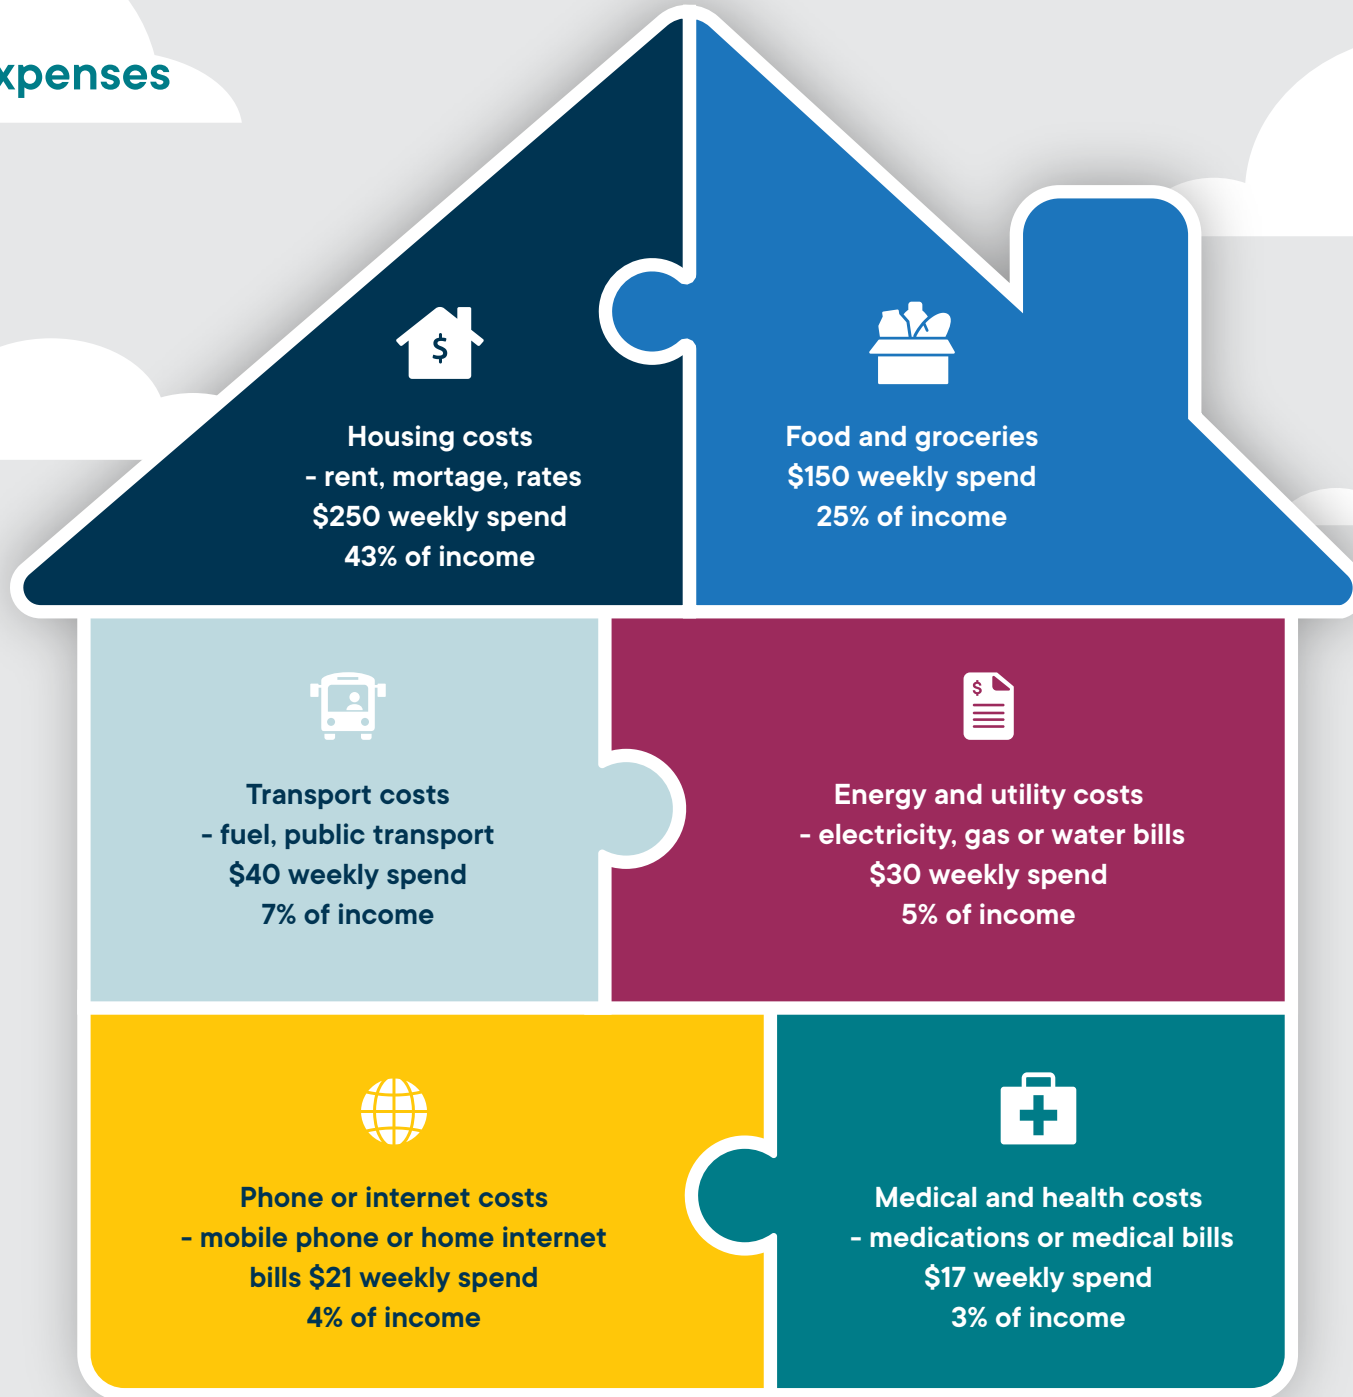 xpenses
Housing costs
- rent, mortage, rates
$250 weekly spend
43% of income
Food and groceries
$150 weekly spend
25% of income
Transport costs
- fuel, public transport
$40 weekly spend
7% of income
Energy and utility costs
- electricity, gas or water bills
$30 weekly spend
5% of income
Phone or internet costs
- mobile phone or home internet
bills $21 weekly spend
4% of income
Medical and health costs
- medications or medical bills
$17 weekly spend
3% of income
$
$